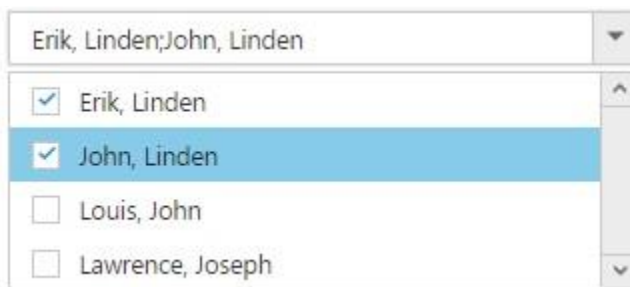 Erik, Linden;John, Linden
Erik, Linden
John, Linden
Louis, John
Lawrence, Joseph